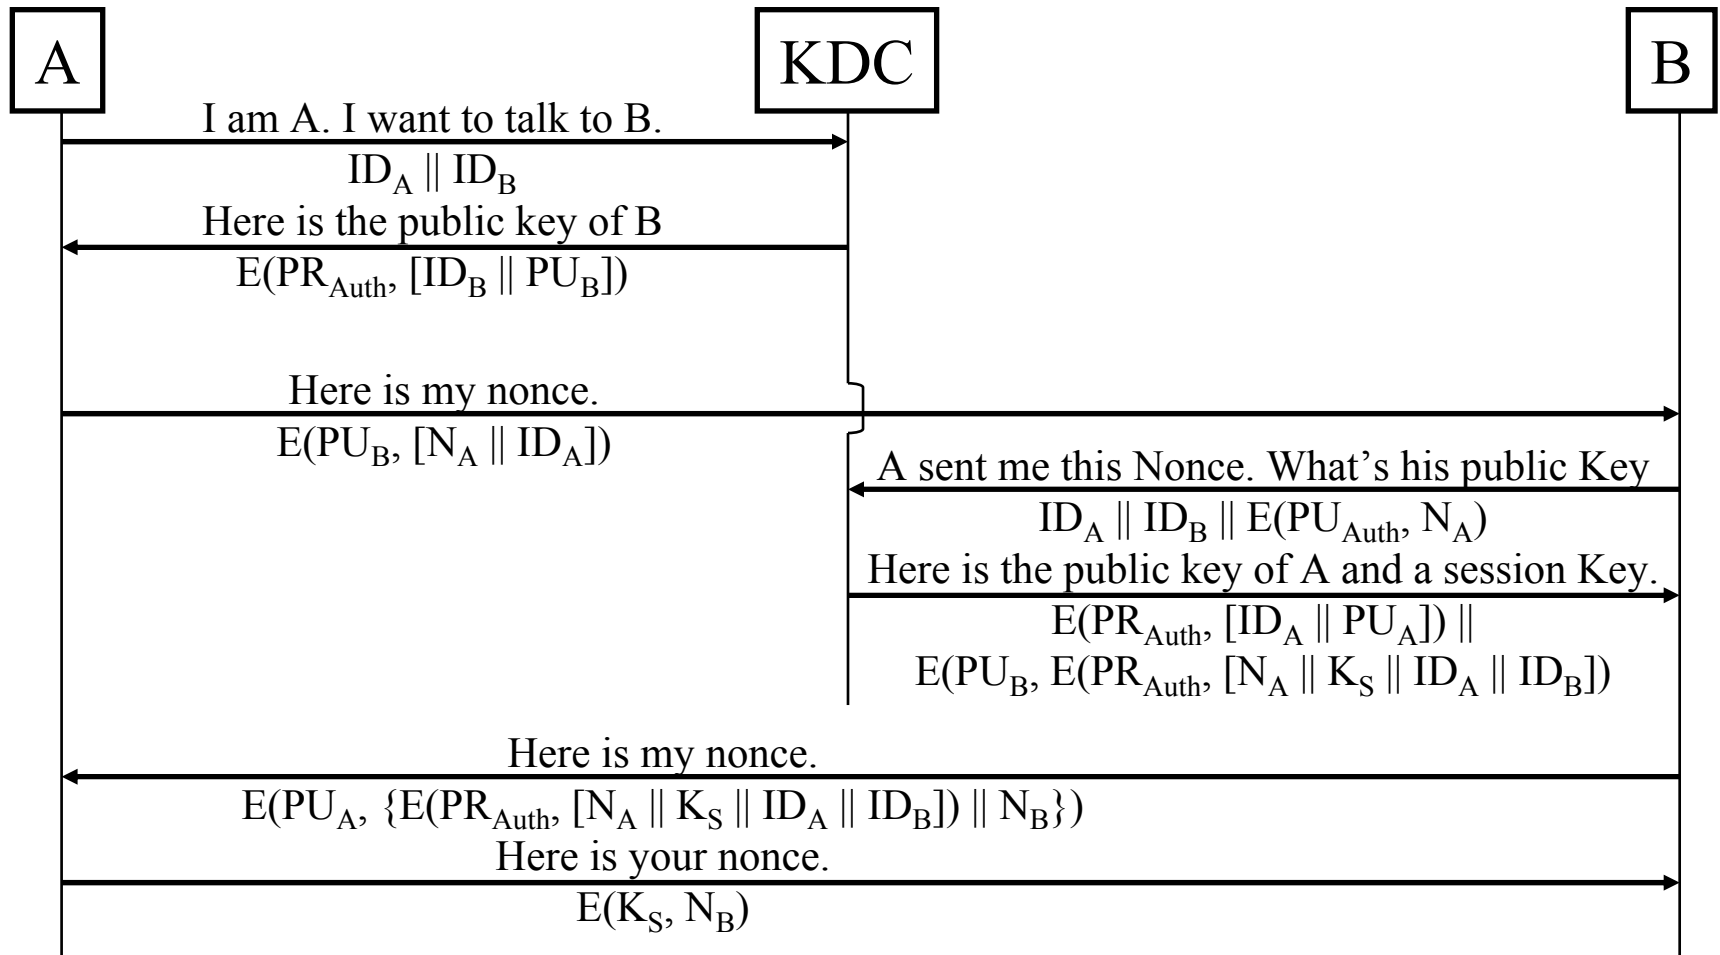 A
KDC
B
I am A. I want to talk to B.
ID_A || ID_B
Here is the public key of B
E(PR_Auth, [ID_B || PU_B])
Here is my nonce.
E(PU_B, [N_A || ID_A])
A sent me this Nonce. What’s his public Key
ID_A || ID_B || E(PU_Auth, N_A)
Here is the public key of A and a session Key.
E(PR_Auth, [ID_A || PU_A]) ||
E(PU_B, E(PR_Auth, [N_A || K_S || ID_A || ID_B])
Here is my nonce.
E(PU_A, {E(PR_Auth, [N_A || K_S || ID_A || ID_B]) || N_B})
Here is your nonce.
E(K_S, N_B)